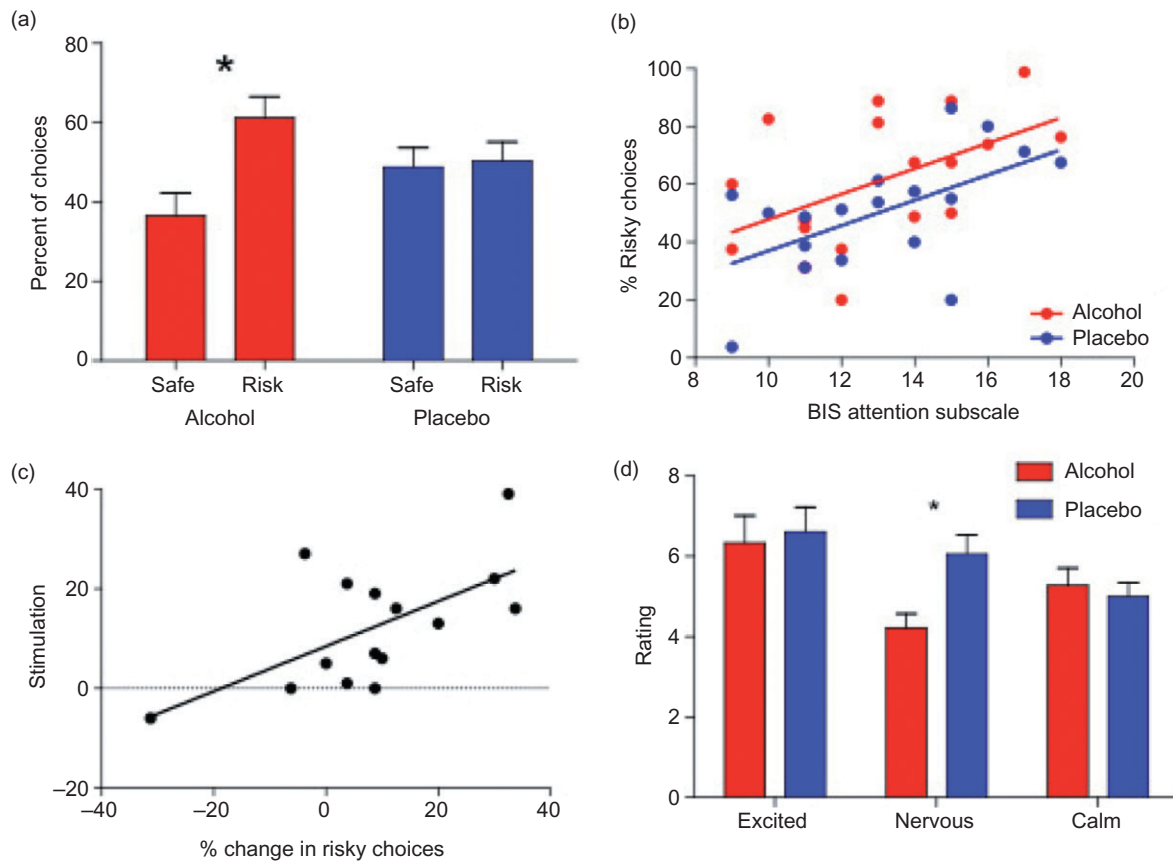 (a)
80
60
40
20
0
Percent of choices
*
Safe
Risk
Safe
Risk
Alcohol
Placebo
(b)
100
80
60
40
20
0
% Risky choices
Alcohol
Placebo
8
10
12
14
16
18
20
BIS attention subscale
(c)
40
20
0
–20
Stimulation
–40
–20
0
20
40
% change in risky choices
(d)
8
6
4
2
0
Rating
Alcohol
Placebo
*
Excited
Nervous
Calm